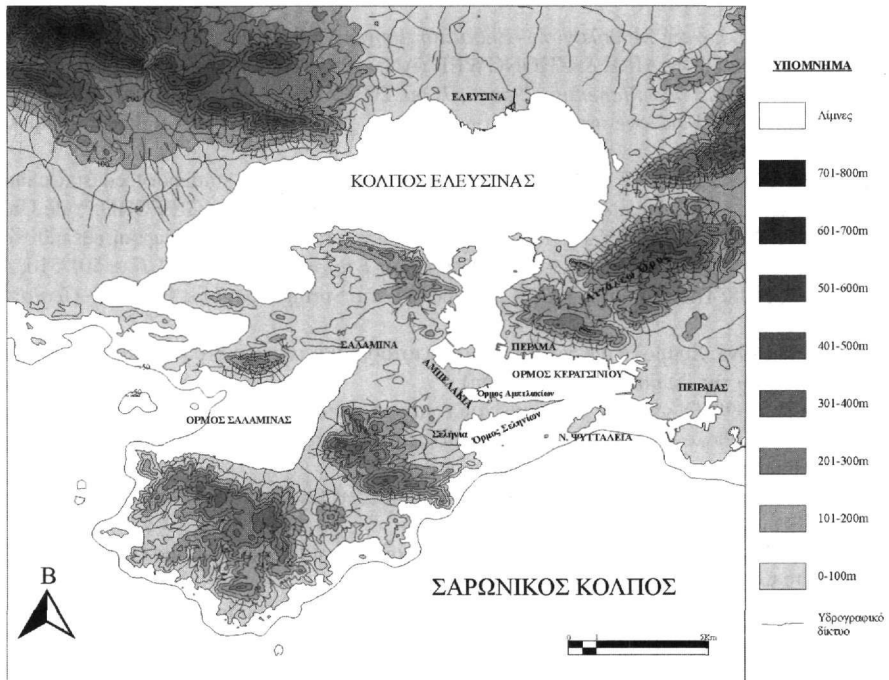 ΕΛΕΥΣΙΝΑ
ΚΟΛΠΟΣ ΕΛΕΥΣΙΝΑΣ
Αιγάλεω Όρος
ΣΑΛΑΜΙΝΑ
ΠΕΡΑΜΑ
ΑΜΠΕΛΑΚΙΑ
ΟΡΜΟΣ ΚΕΡΑΤΣΙΝΙΟΥ
Όρμος Αμπελακίων
ΠΕΙΡΑΙΑΣ
ΟΡΜΟΣ ΣΑΛΑΜΙΝΑΣ
Σεληνια
Όρμος Σεληνίων
Ν. ΨΥΤΤΑΛΕΙΑ
ΣΑΡΩΝΙΚΟΣ ΚΟΛΠΟΣ
Β
0 1 5Km
ΥΠΟΜΝΗΜΑ
Λίμνες
701-800m
601-700m
501-600m
401-500m
301-400m
201-300m
101-200m
0-100m
Υδρογραφικό
δίκτυο